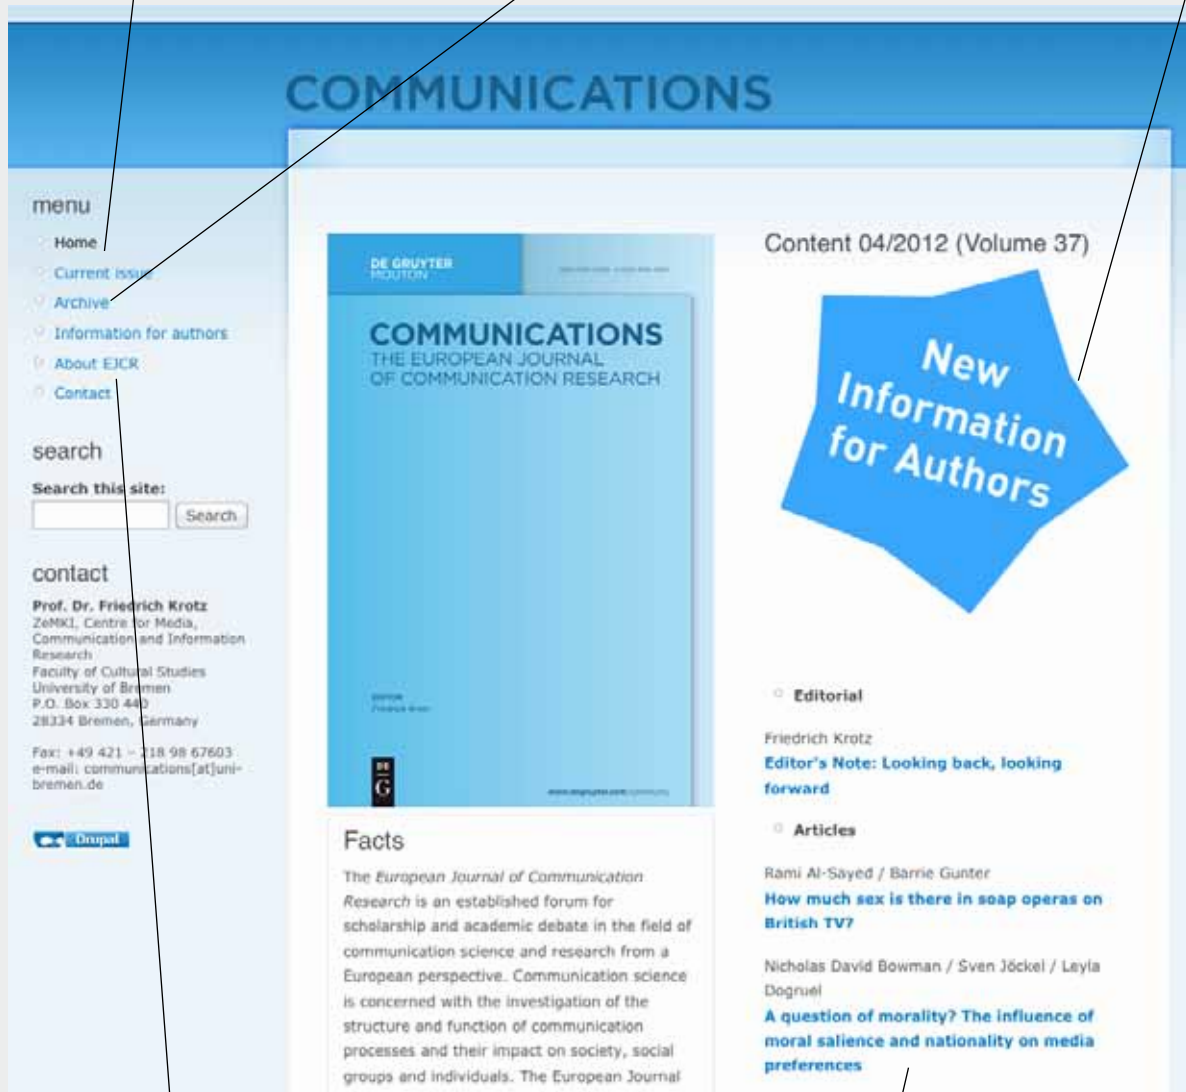 COMMUNICATIONS
menu
Home
Current issue
Archive
Information for authors
About EJCR
Contact
search
Search this site:
Search
contact
Prof. Dr. Friedrich Krotz
ZeMKI, Centre for Media,
Communication and Information
Research
Faculty of Cultural Studies
University of Bremen
P.O. Box 330 440
28334 Bremen, Germany
Fax: +49 421 – 218 98 67603
e-mail: communications[at]uni-
bremen.de
Drupal
DE GRUYTER
MOUTON
COMMUNICATIONS
THE EUROPEAN JOURNAL
OF COMMUNICATION RESEARCH
EDITOR
Friedrich Krotz
DE
G
Facts
The European Journal of Communication
Research is an established forum for
scholarship and academic debate in the field of
communication science and research from a
European perspective. Communication science
is concerned with the investigation of the
structure and function of communication
processes and their impact on society, social
groups and individuals. The European Journal
Content 04/2012 (Volume 37)
New
Information
for Authors
Editorial
Friedrich Krotz
Editor's Note: Looking back, looking
forward
Articles
Rami Al-Sayed / Barrie Gunter
How much sex is there in soap operas on
British TV?
Nicholas David Bowman / Sven Jöckel / Leyla
Dogruel
A question of morality? The influence of
moral salience and nationality on media
preferences